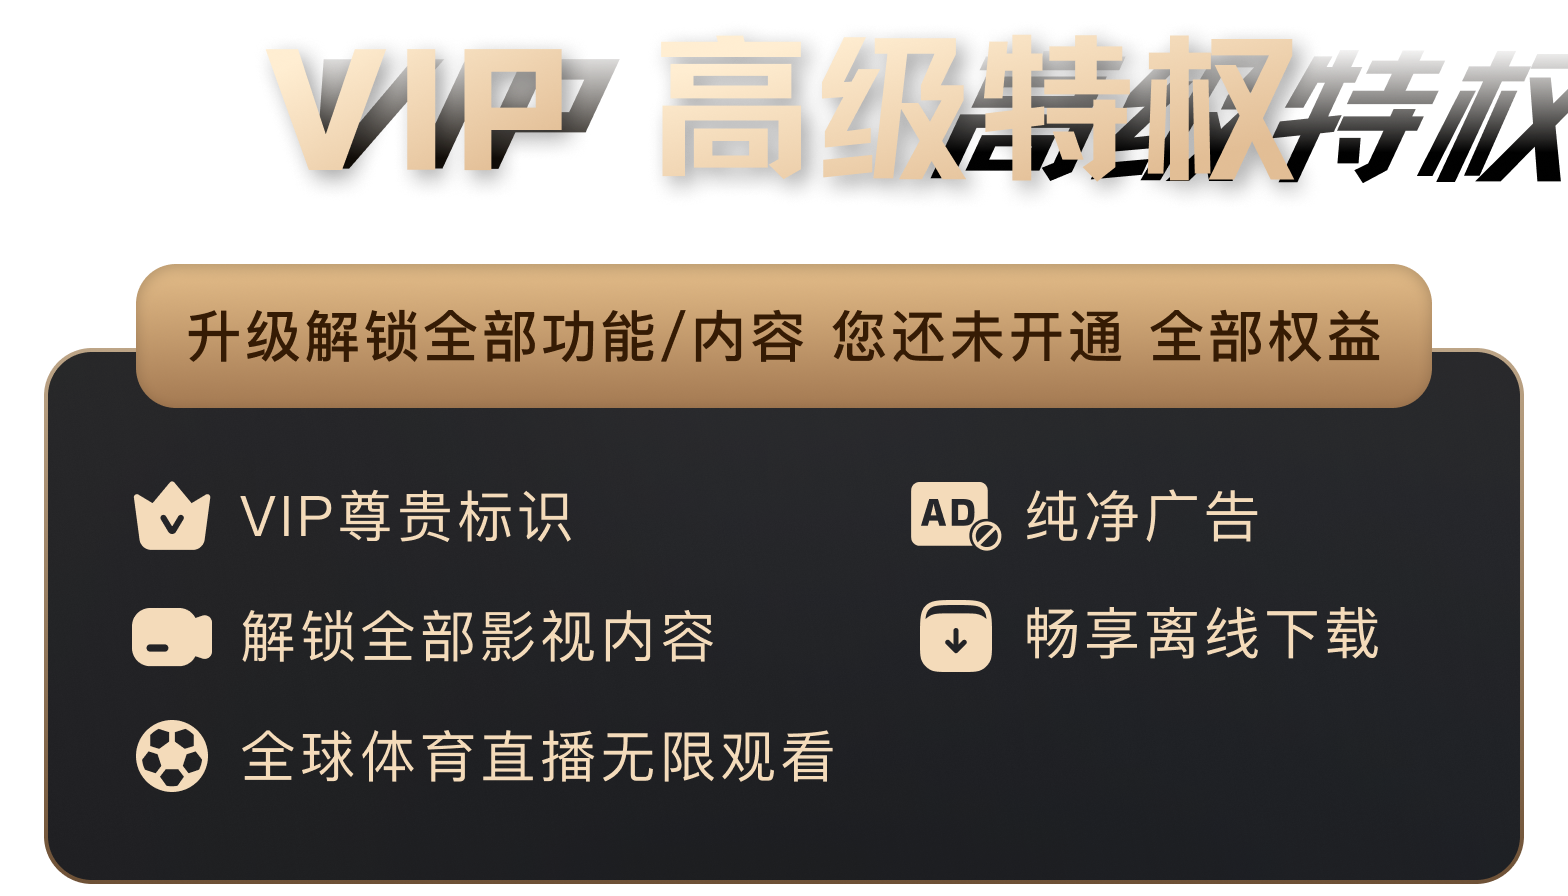 VIP 高级特权
升级解锁全部功能/内容 您还未开通 全部权益
VIP尊贵标识
AD 纯净广告
解锁全部影视内容
畅享离线下载
全球体育直播无限观看